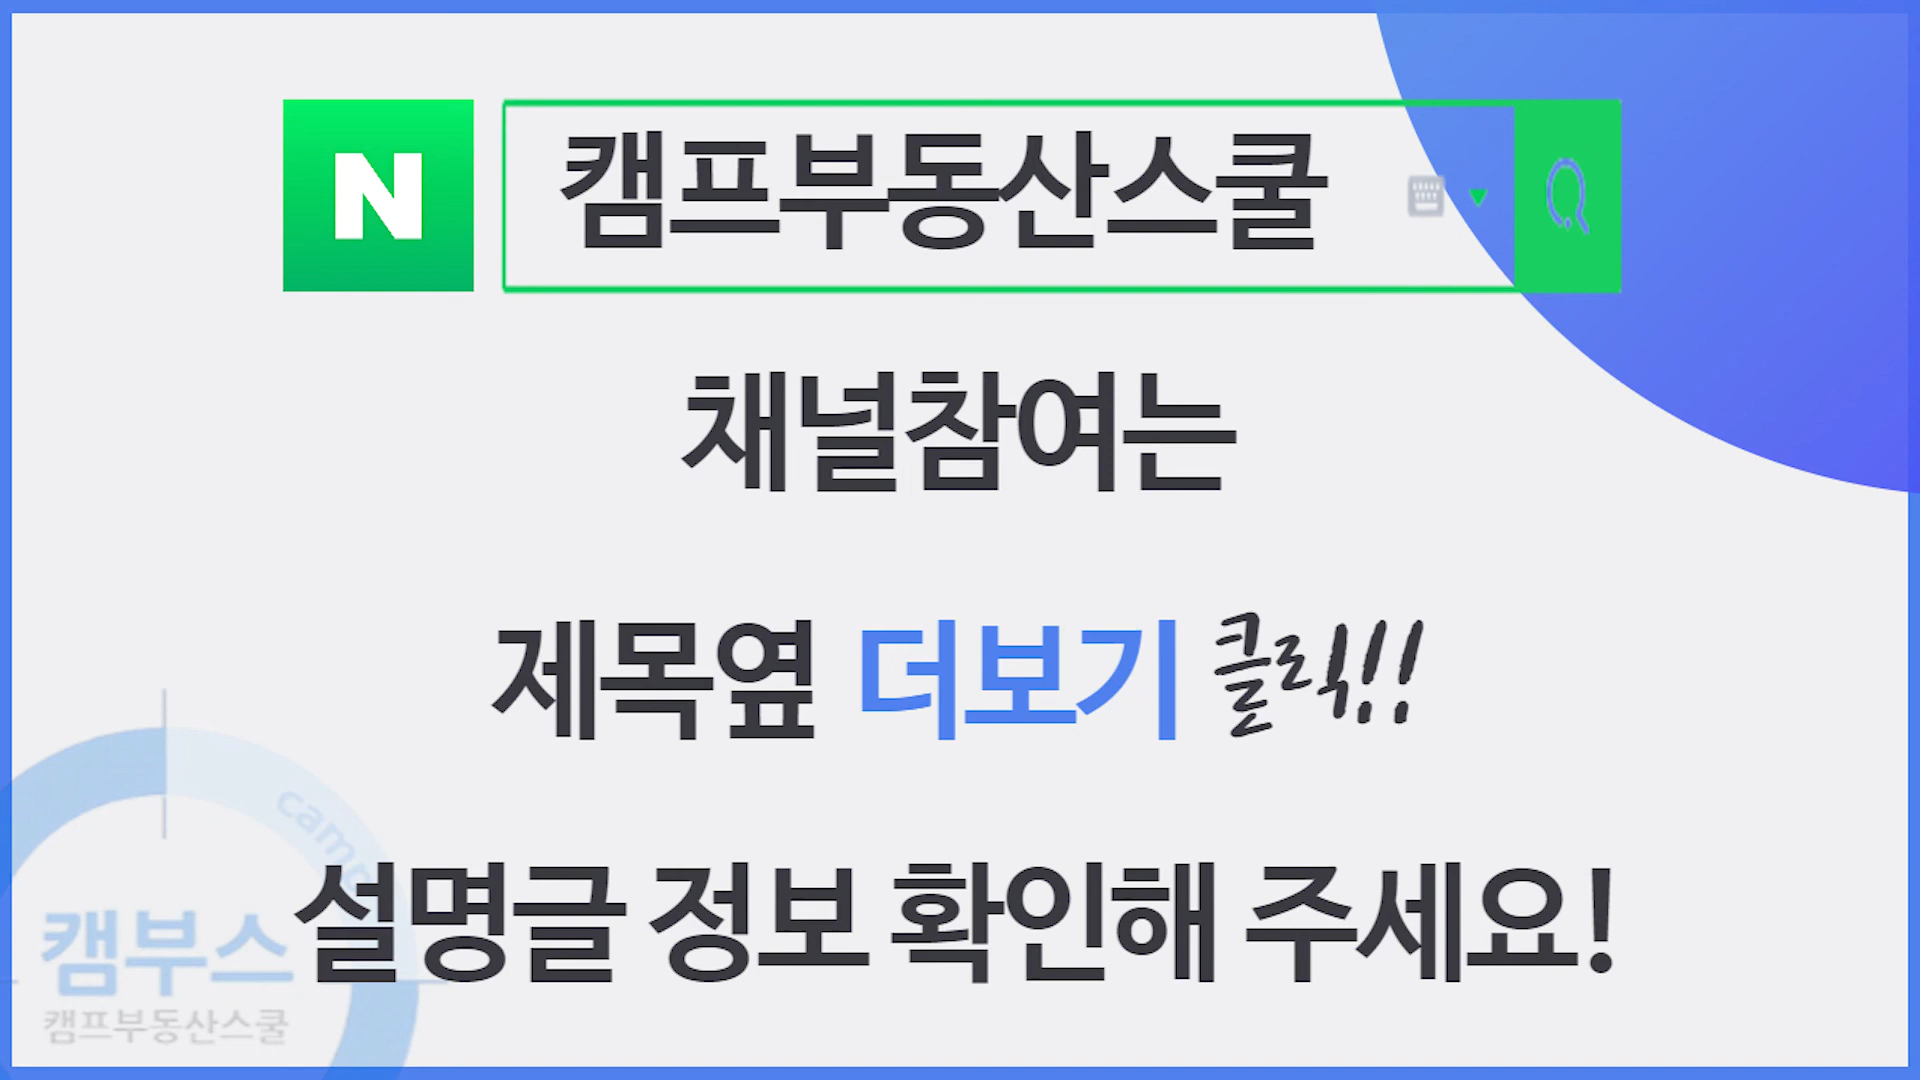 N 캠프부동산스쿨
채널참여는
제목옆 더보기 클릭!!
설명글 정보 확인해 주세요!
camp
캠부스
캠프부동산스쿨